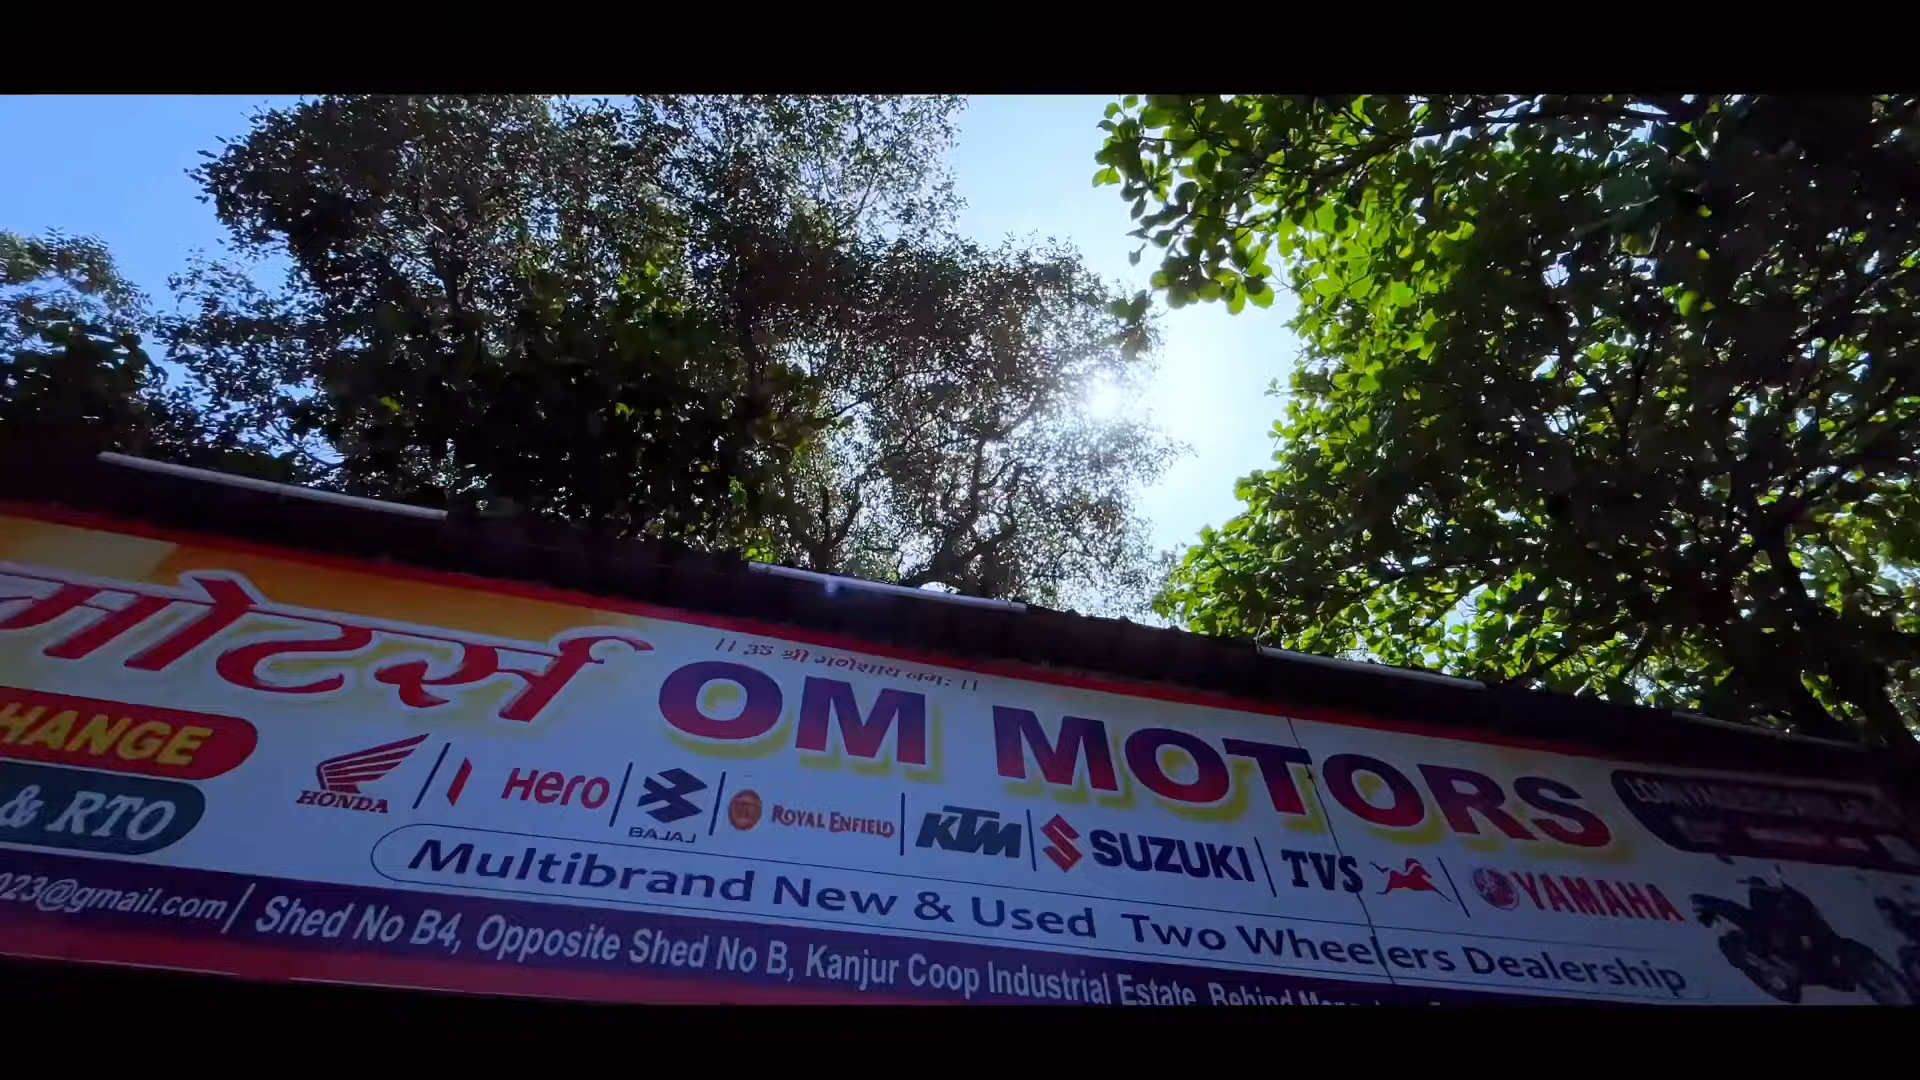 || ॐ श्री गणेशाय नमः ||
मोटर्स OM MOTORS
HANGE
& RTO
HONDA | Hero | BAJAJ | ROYAL ENFIELD | KTM | SUZUKI | TVS | YAMAHA
Multibrand New & Used Two Wheelers Dealership
023@gmail.com | Shed No B4, Opposite Shed No B, Kanjur Coop Industrial Estate, Behind